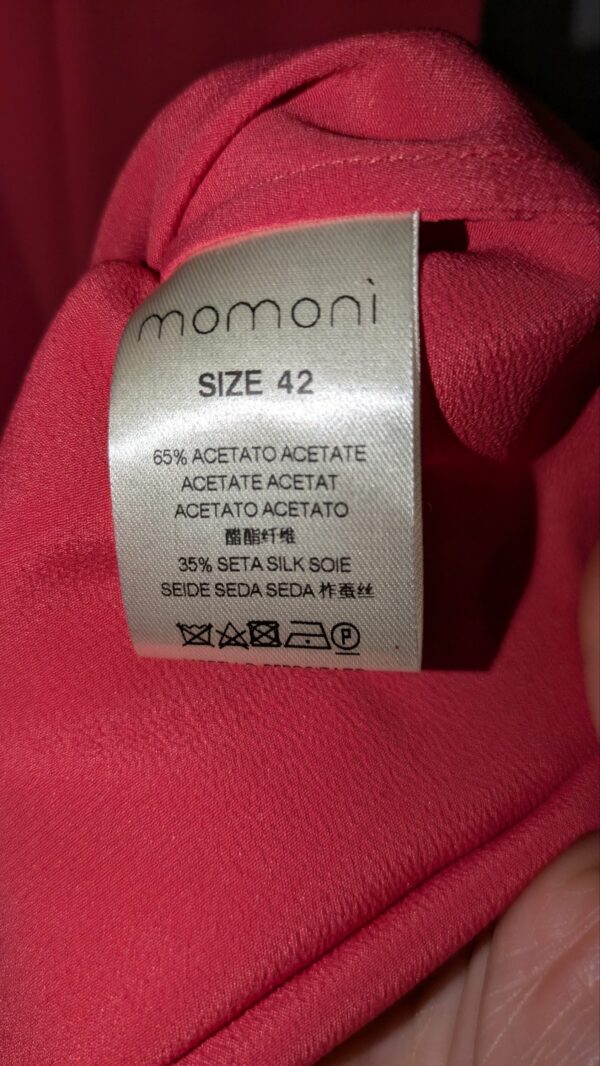 momonì
SIZE 42
65% ACETATO ACETATE
ACETATE ACETAT
ACETATO ACETATO
醋酯纤维
35% SETA SILK SOIE
SEIDE SEDA SEDA 柞蚕丝
P